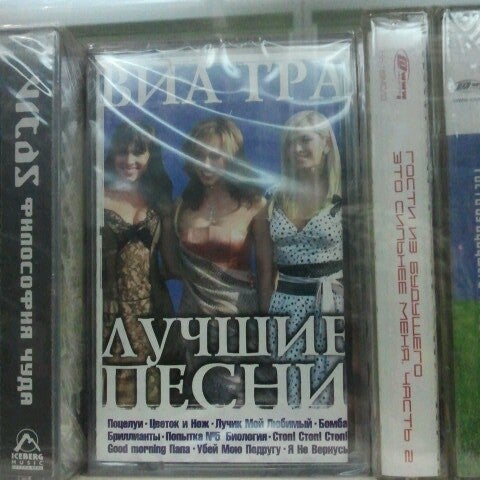 VITAS ФИЛОСОФИЯ ЧУДА
ICEBERG
MUSIC
ВИА ГРА
ЛУЧШИЕ
ПЕСНИ
Поцелуи · Цветок и Нож · Лучик Мой Любимый · Бомба
Бриллианты · Попытка №5 · Биология · Стоп! Стоп! Стоп!
Good morning Папа · Убей Мою Подругу · Я Не Вернусь
ГОСТИ ИЗ БУДУЩЕГО
ЭТО СИЛЬНЕЕ МЕНЯ, ЧАСТЬ 2